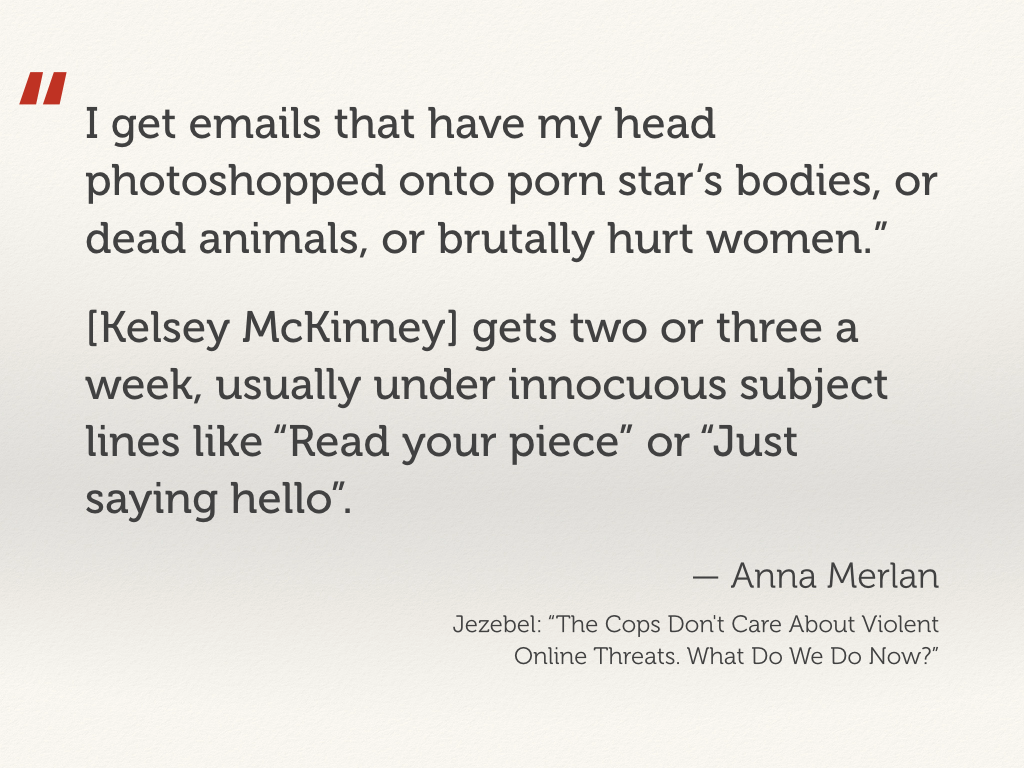 “
I get emails that have my head
photoshopped onto porn star’s bodies, or
dead animals, or brutally hurt women.”
[Kelsey McKinney] gets two or three a
week, usually under innocuous subject
lines like “Read your piece” or “Just
saying hello”.
— Anna Merlan
Jezebel: “The Cops Don't Care About Violent
Online Threats. What Do We Do Now?”